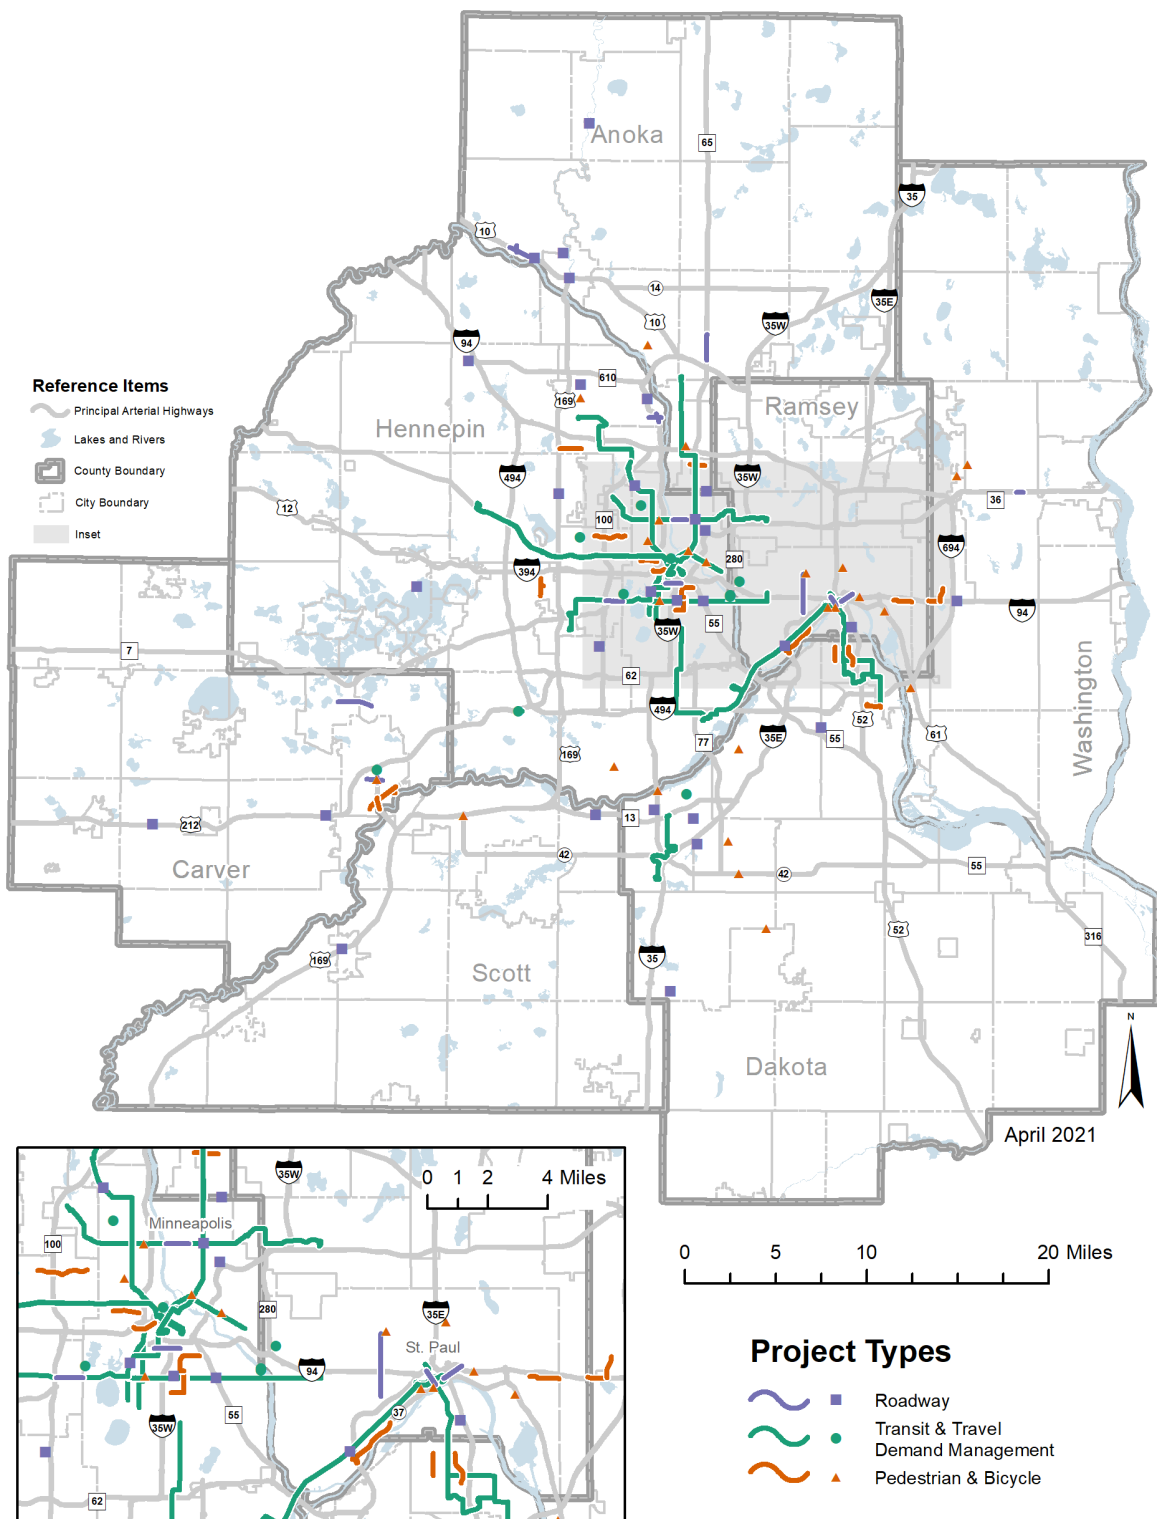 Anoka
65
35
10
14
35E
35W
10
94
Reference Items
Principal Arterial Highways
Lakes and Rivers
County Boundary
City Boundary
Inset
610
169
Ramsey
Hennepin
494
35W
12
36
100
694
280
394
94
55
35W
7
62
Washington
494
52
77
35E
55
61
169
13
212
42
Carver
42
55
52
316
169
Scott
35
N
Dakota
April 2021
35W
0 1 2 4 Miles
Minneapolis
100
280
35E
St. Paul
94
37
55
35W
62
0 5 10 20 Miles
Project Types
Roadway
Transit & Travel
Demand Management
Pedestrian & Bicycle